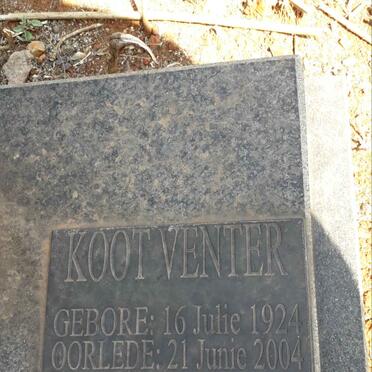 KOOT VENTER
GEBORE: 16 Julie 1924
OORLEDE: 21 Junie 2004